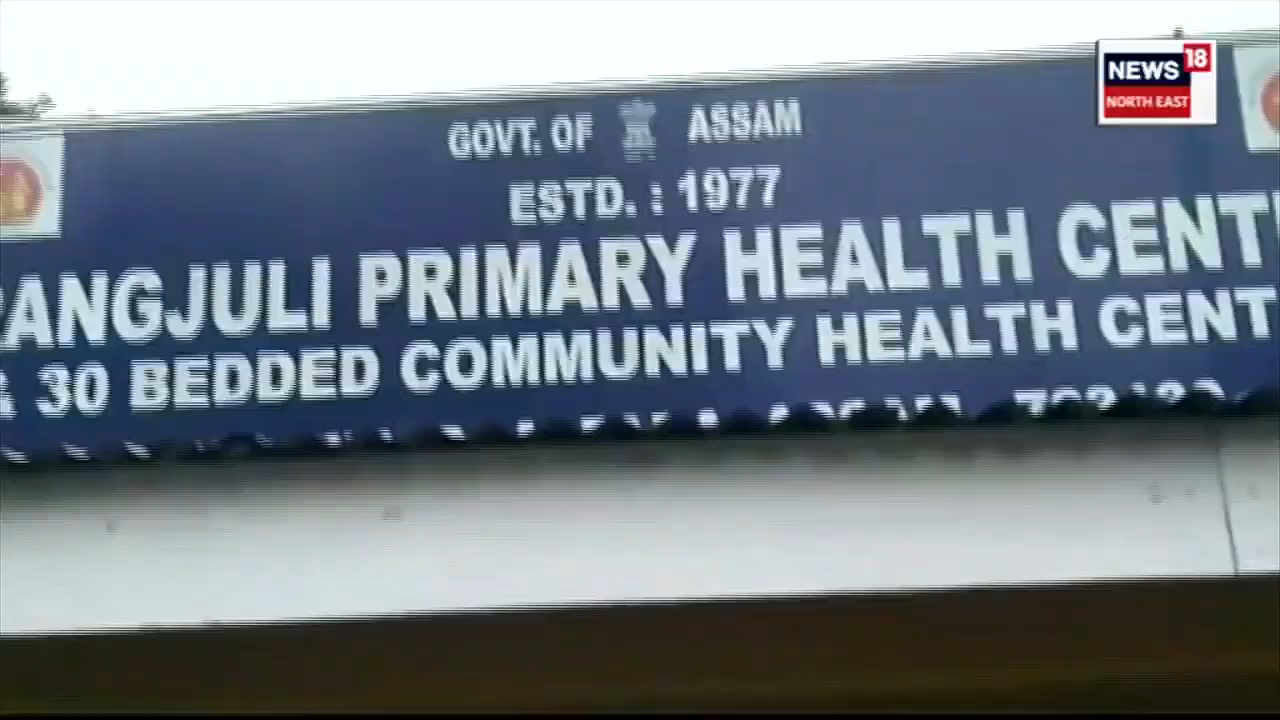 NEWS 18
NORTH EAST
GOVT. OF ASSAM
ESTD. : 1977
ANGJULI PRIMARY HEALTH CENT
& 30 BEDDED COMMUNITY HEALTH CENT